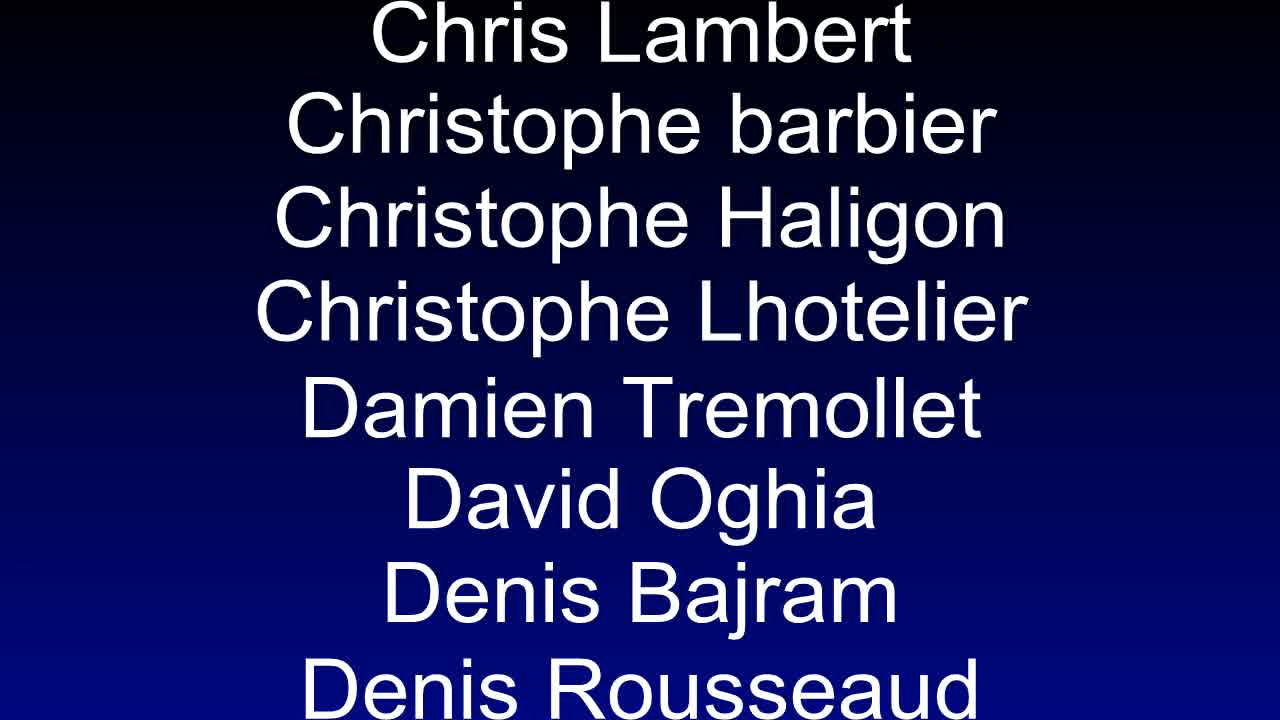 Chris Lambert
Christophe barbier
Christophe Haligon
Christophe Lhotelier
Damien Tremollet
David Oghia
Denis Bajram
Denis Rousseaud